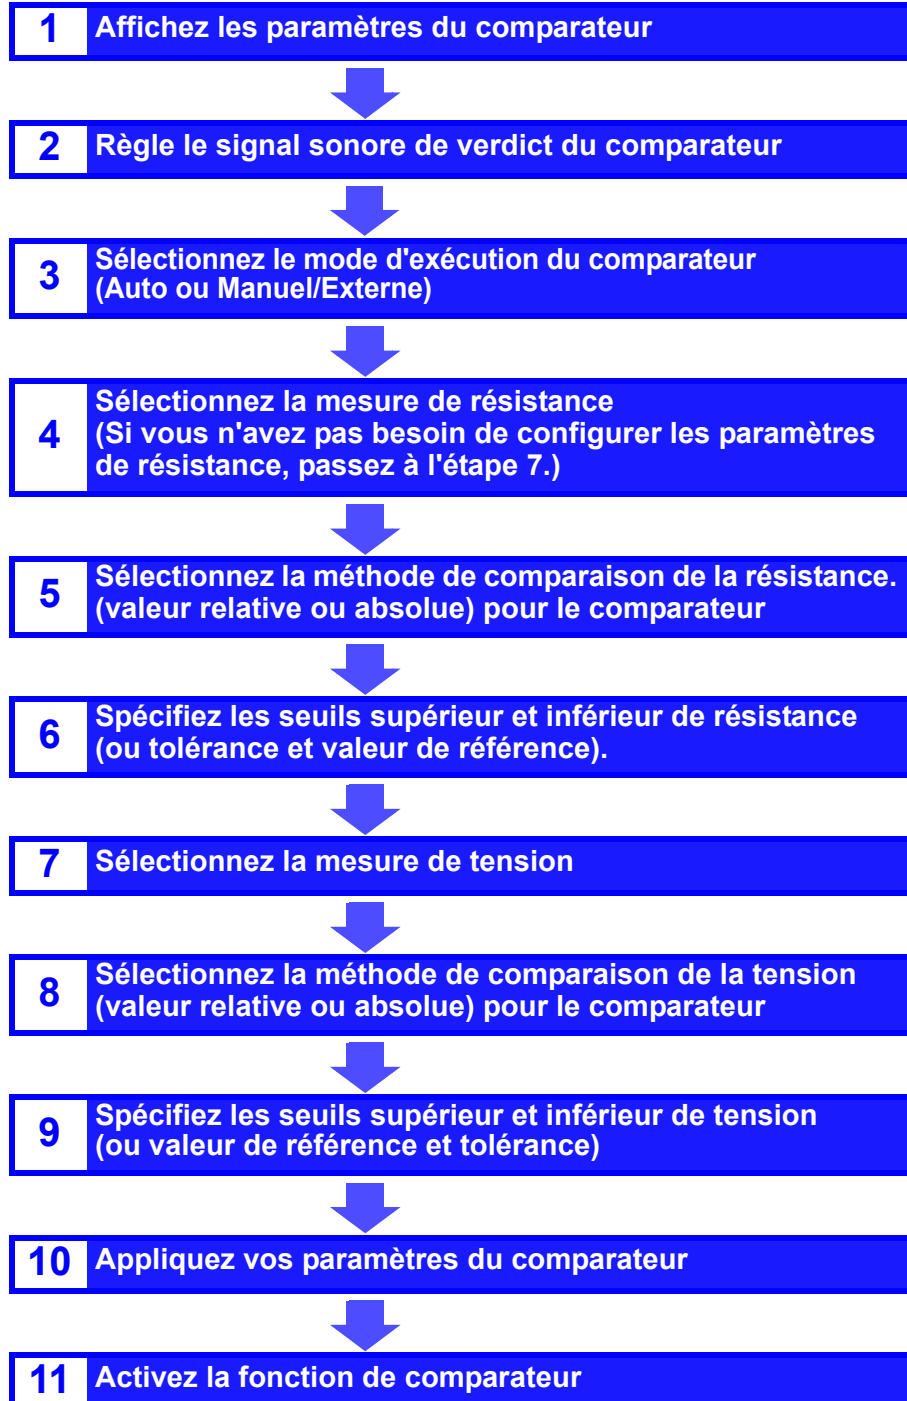 1 Affichez les paramètres du comparateur
2 Règle le signal sonore de verdict du comparateur
3 Sélectionnez le mode d'exécution du comparateur
(Auto ou Manuel/Externe)
4 Sélectionnez la mesure de résistance
(Si vous n'avez pas besoin de configurer les paramètres
de résistance, passez à l'étape 7.)
5 Sélectionnez la méthode de comparaison de la résistance.
(valeur relative ou absolue) pour le comparateur
6 Spécifiez les seuils supérieur et inférieur de résistance
(ou tolérance et valeur de référence).
7 Sélectionnez la mesure de tension
8 Sélectionnez la méthode de comparaison de la tension
(valeur relative ou absolue) pour le comparateur
9 Spécifiez les seuils supérieur et inférieur de tension
(ou valeur de référence et tolérance)
10 Appliquez vos paramètres du comparateur
11 Activez la fonction de comparateur